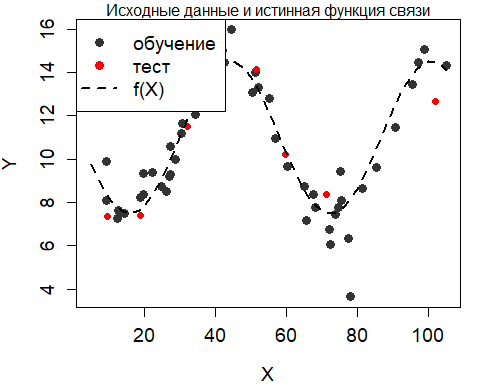 Исходные данные и истинная функция связи
обучение
тест
f(X)
Y
16
14
12
10
8
6
4
20 40 60 80 100
X